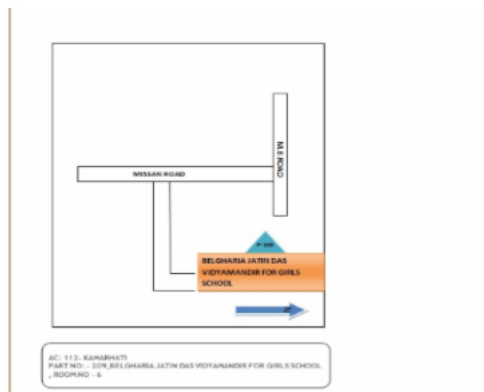 M.B ROAD
MISSAN ROAD
P-209
BELGHARIA JATIN DAS
VIDYAMANDIR FOR GIRLS
SCHOOL
N
AC: 112- KAMARHATI
PART NO: - 209,BELGHARIA JATIN DAS VIDYAMANDIR FOR GIRLS SCHOOL
, ROOMNO - 6